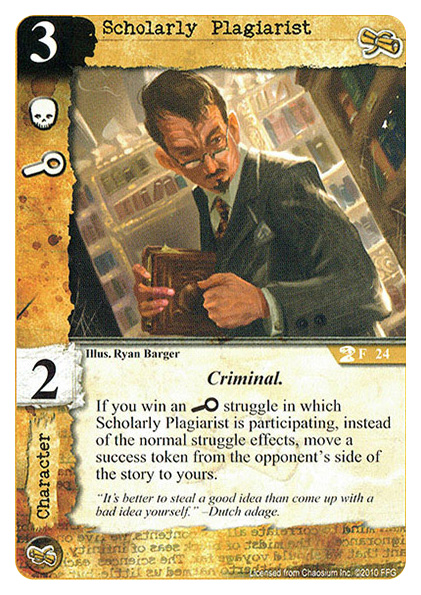 3
Scholarly Plagiarist
Illus. Ryan Barger
F 24
2
Character
Criminal.
If you win an struggle in which
Scholarly Plagiarist is participating, instead
of the normal struggle effects, move a
success token from the opponent's side of
the story to yours.
"It's better to steal a good idea than come up with a
bad idea yourself." –Dutch adage.
Licensed from Chaosium Inc. ©2010 FFG